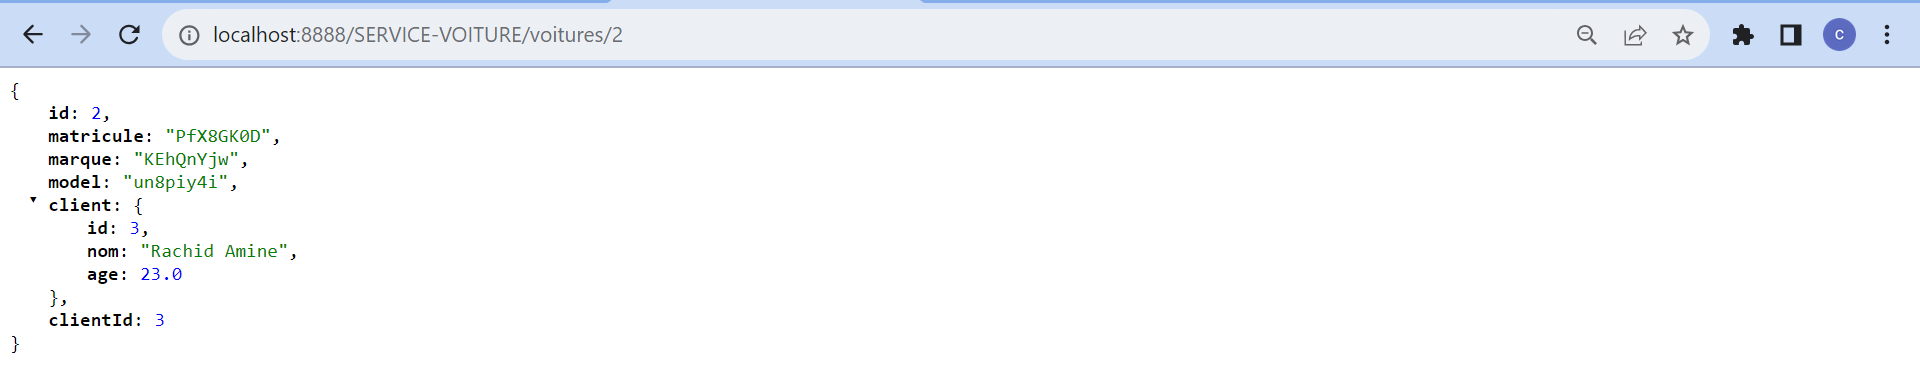 localhost:8888/SERVICE-VOITURE/voitures/2
C
{
id: 2,
matricule: "PfX8GK0D",
marque: "KEhQnYjw",
model: "un8piy4i",
client: {
id: 3,
nom: "Rachid Amine",
age: 23.0
},
clientId: 3
}